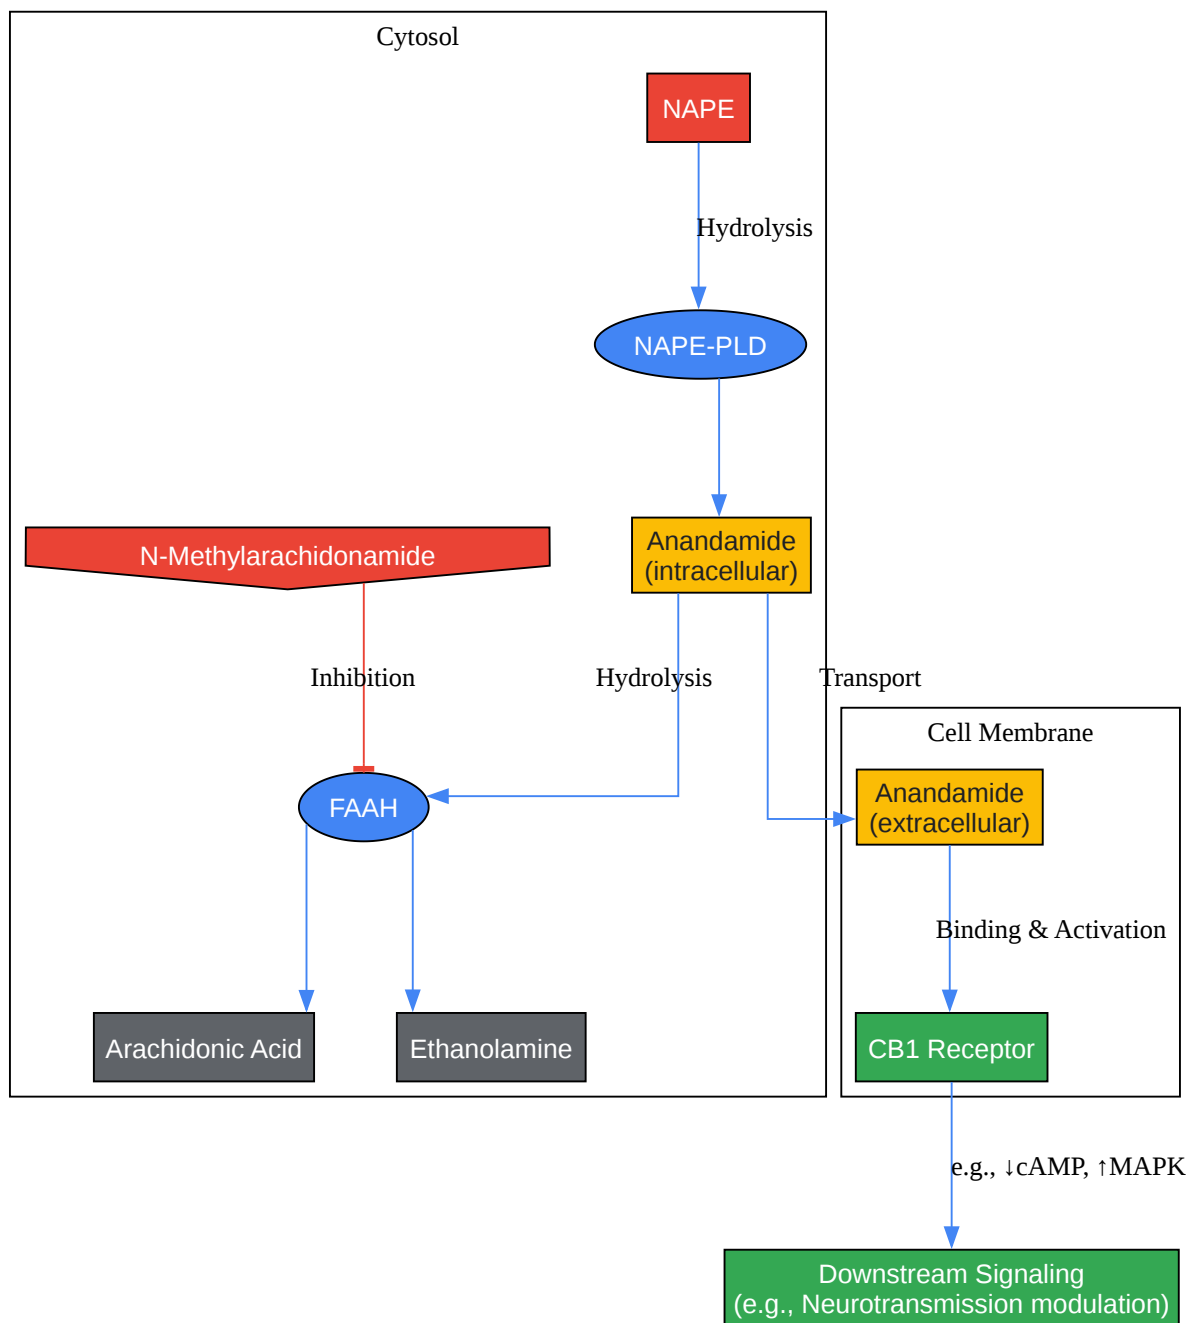 Cytosol
NAPE
Hydrolysis
NAPE-PLD
N-Methylarachidonamide
Anandamide
(intracellular)
Inhibition
Hydrolysis
Transport
Cell Membrane
FAAH
Anandamide
(extracellular)
Binding & Activation
Arachidonic Acid
Ethanolamine
CB1 Receptor
e.g., ↓cAMP, ↑MAPK
Downstream Signaling
(e.g., Neurotransmission modulation)